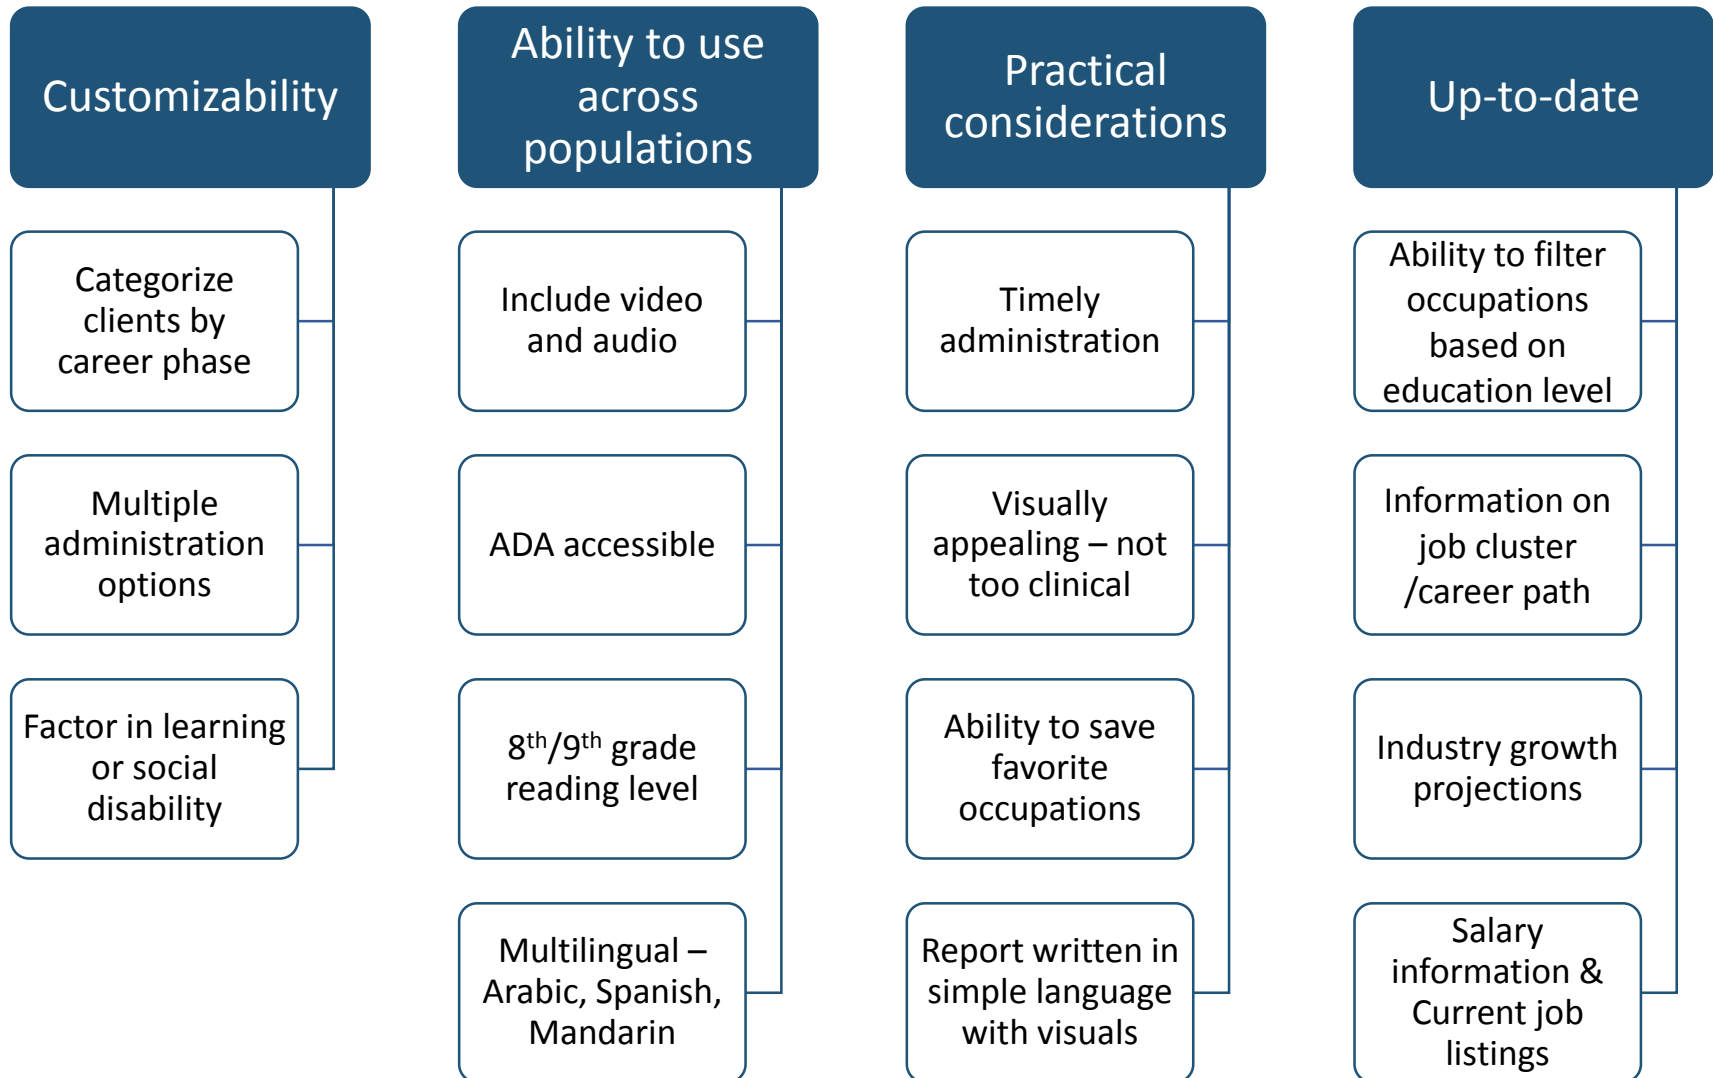 Customizability
Categorize
clients by
career phase
Multiple
administration
options
Factor in learning
or social
disability
Ability to use
across
populations
Include video
and audio
ADA accessible
8th/9th grade
reading level
Multilingual –
Arabic, Spanish,
Mandarin
Practical
considerations
Timely
administration
Visually
appealing – not
too clinical
Ability to save
favorite
occupations
Report written in
simple language
with visuals
Up-to-date
Ability to filter
occupations
based on
education level
Information on
job cluster
/career path
Industry growth
projections
Salary
information &
Current job
listings